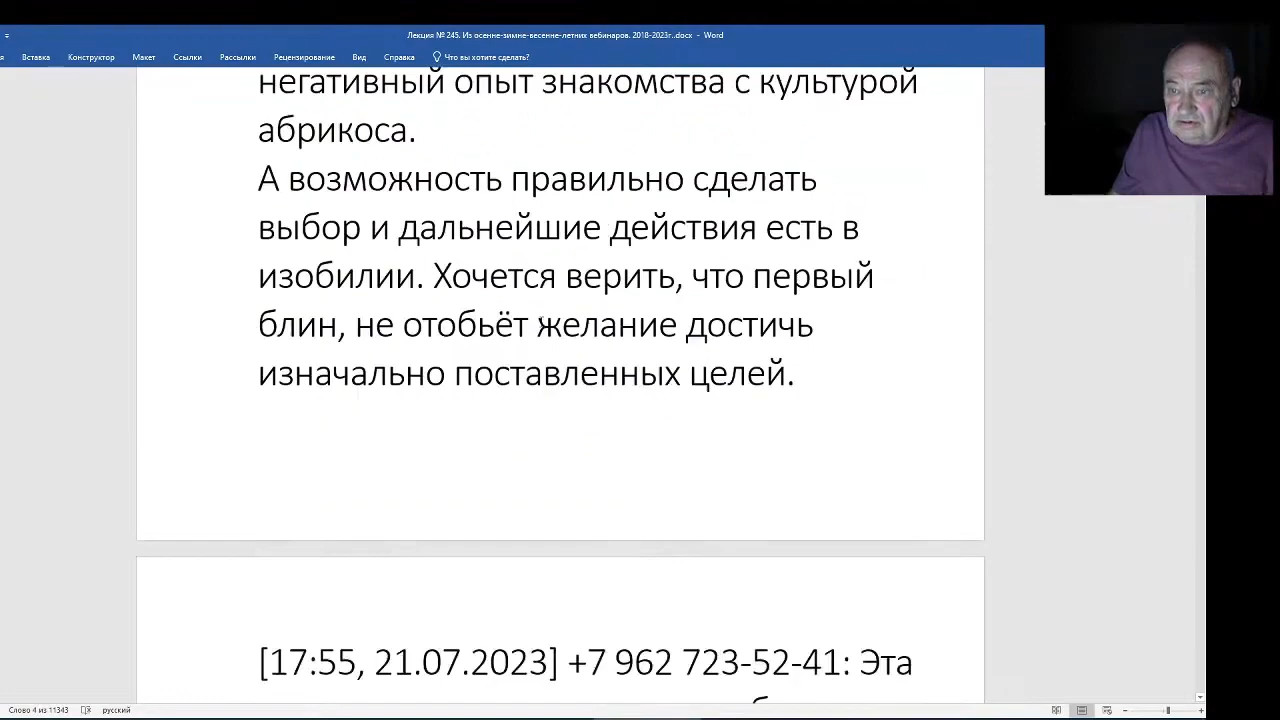 Лекция № 245. Из осенне-зимне-весенне-летних вебинаров. 2018-2023г..docx - Word
Вставка Конструктор Макет Ссылки Рассылки Рецензирование Вид Справка Что вы хотите сделать?
негативный опыт знакомства с культурой
абрикоса.
А возможность правильно сделать
выбор и дальнейшие действия есть в
изобилии. Хочется верить, что первый
блин, не отобьёт желание достичь
изначально поставленных целей.
[17:55, 21.07.2023] +7 962 723-52-41: Эта
Слово 4 из 11343 русский